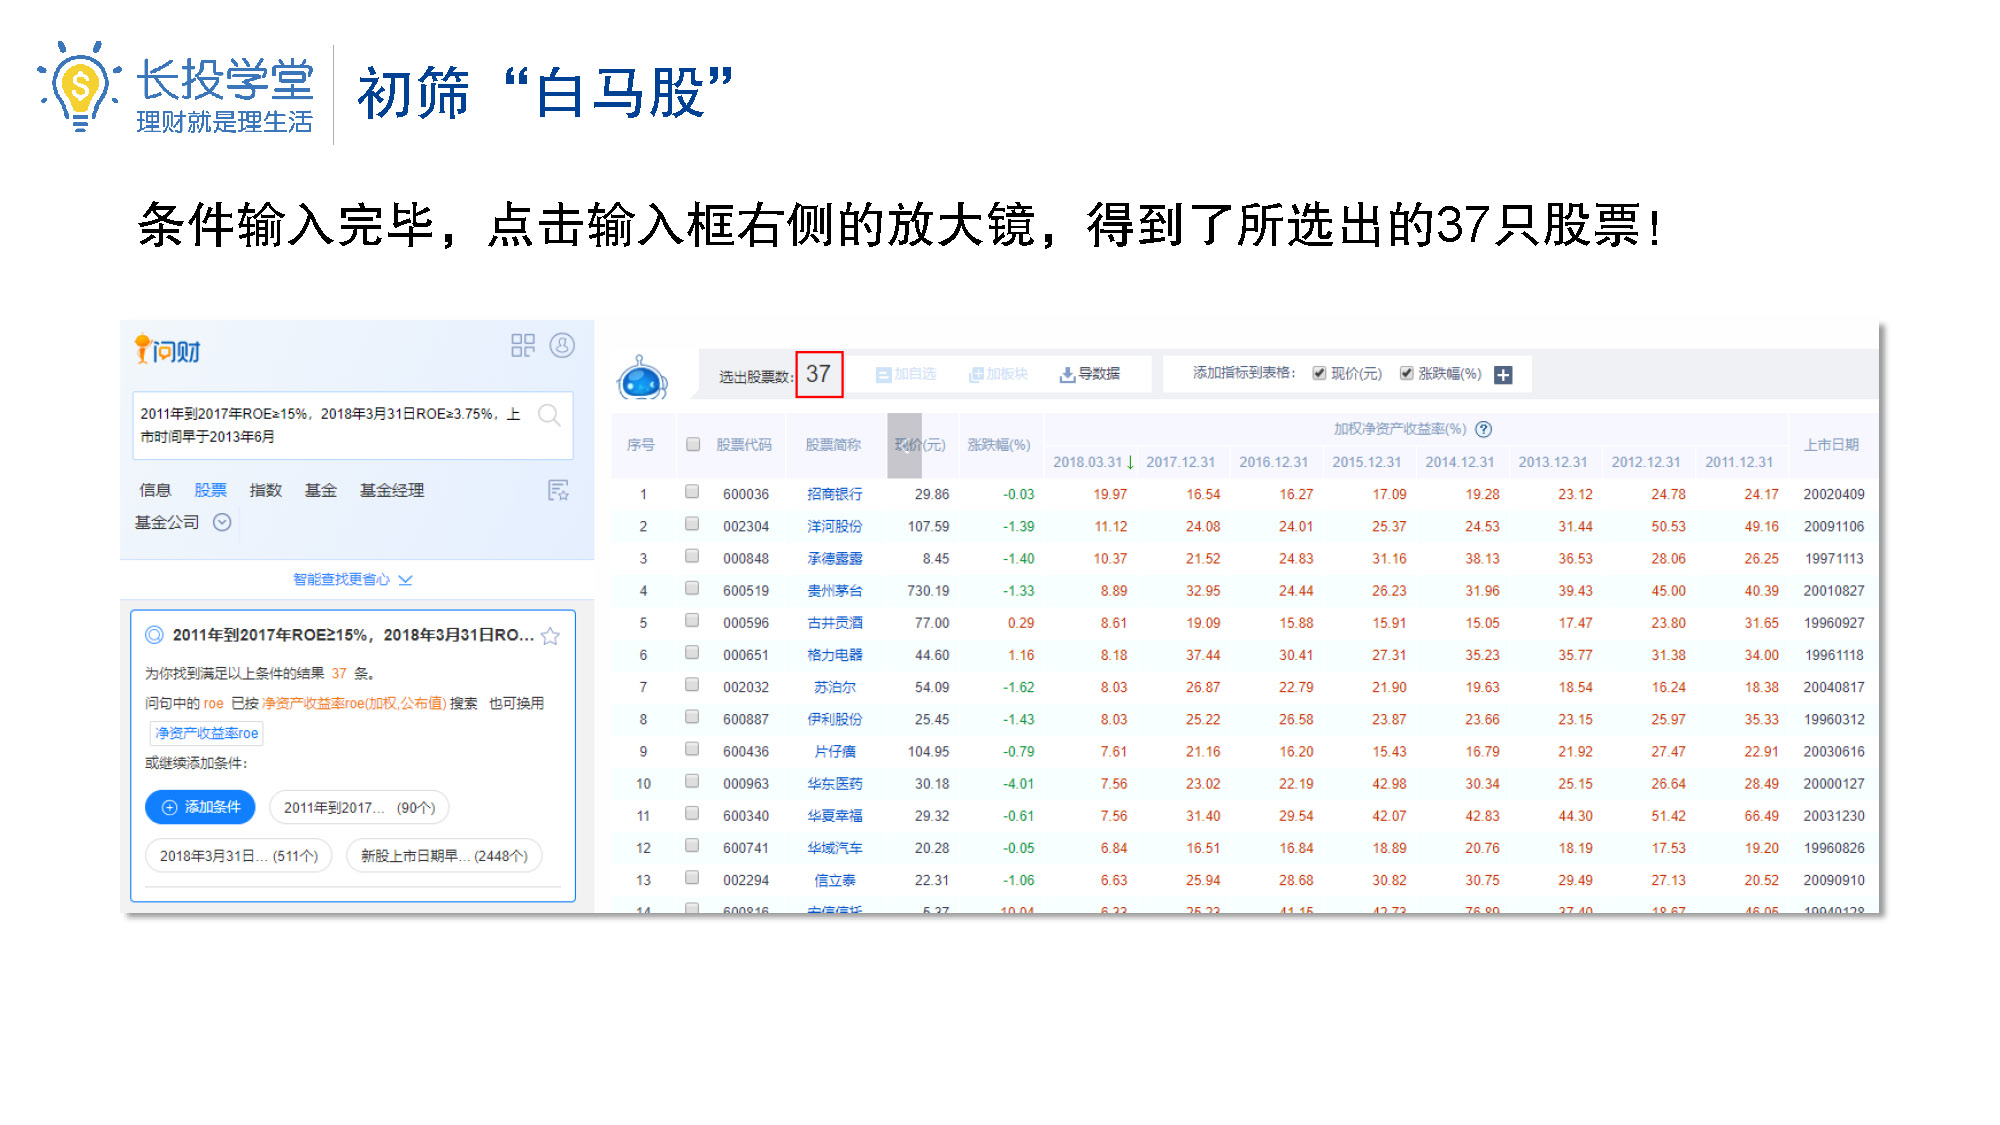 长投学堂
理财就是理生活
初筛“白马股”
条件输入完毕，点击输入框右侧的放大镜，得到了所选出的37只股票！
问财
2011年到2017年ROE≥15%，2018年3月31日ROE≥3.75%，上
市时间早于2013年6月
信息 股票 指数 基金 基金经理
基金公司
智能查找更省心
2011年到2017年ROE≥15%，2018年3月31日RO...
为你找到满足以上条件的结果 37 条。
问句中的 roe 已按 净资产收益率roe(加权,公布值) 搜索 也可换用
净资产收益率roe
或继续添加条件：
添加条件 2011年到2017... (90个)
2018年3月31日... (511个) 新股上市日期早... (2448个)
选出股票数：37 加自选 加板块 导数据 添加指标到表格： 现价(元) 涨跌幅(%)
序号 股票代码 股票简称 现价(元) 涨跌幅(%) 加权净资产收益率(%) 上市日期
2018.03.31 2017.12.31 2016.12.31 2015.12.31 2014.12.31 2013.12.31 2012.12.31 2011.12.31
1 600036 招商银行 29.86 -0.03 19.97 16.54 16.27 17.09 19.28 23.12 24.78 24.17 20020409
2 002304 洋河股份 107.59 -1.39 11.12 24.08 24.01 25.37 24.53 31.44 50.53 49.16 20091106
3 000848 承德露露 8.45 -1.40 10.37 21.52 24.83 31.16 38.13 36.53 28.06 26.25 19971113
4 600519 贵州茅台 730.19 -1.33 8.89 32.95 24.44 26.23 31.96 39.43 45.00 40.39 20010827
5 000596 古井贡酒 77.00 0.29 8.61 19.09 15.88 15.91 15.05 17.47 23.80 31.65 19960927
6 000651 格力电器 44.60 1.16 8.18 37.44 30.41 27.31 35.23 35.77 31.38 34.00 19961118
7 002032 苏泊尔 54.09 -1.62 8.03 26.87 22.79 21.90 19.63 18.54 16.24 18.38 20040817
8 600887 伊利股份 25.45 -1.43 8.03 25.22 26.58 23.87 23.66 23.15 25.97 35.33 19960312
9 600436 片仔癀 104.95 -0.79 7.61 21.16 16.20 15.43 16.79 21.92 27.47 22.91 20030616
10 000963 华东医药 30.18 -4.01 7.56 23.02 22.19 42.98 30.34 25.15 26.64 28.49 20000127
11 600340 华夏幸福 29.32 -0.61 7.56 31.40 29.54 42.07 42.83 44.30 51.42 66.49 20031230
12 600741 华域汽车 20.28 -0.05 6.84 16.51 16.84 18.89 20.76 18.19 17.53 19.20 19960826
13 002294 信立泰 22.31 -1.06 6.63 25.94 28.68 30.82 30.75 29.49 27.13 20.52 20090910
14 600816 安信信托 5.37 10.04 6.33 25.23 41.15 42.73 76.89 37.40 18.67 46.05 19940128